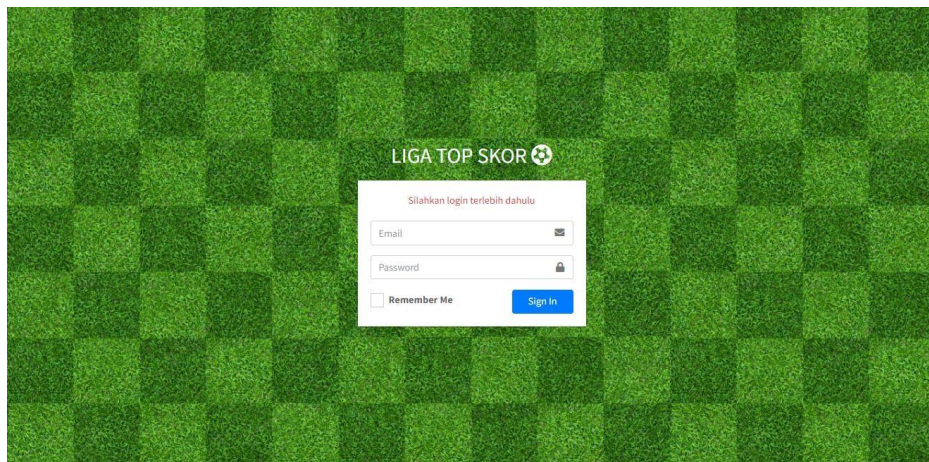 LIGA TOP SKOR
Silahkan login terlebih dahulu
Email
Password
Remember Me
Sign In